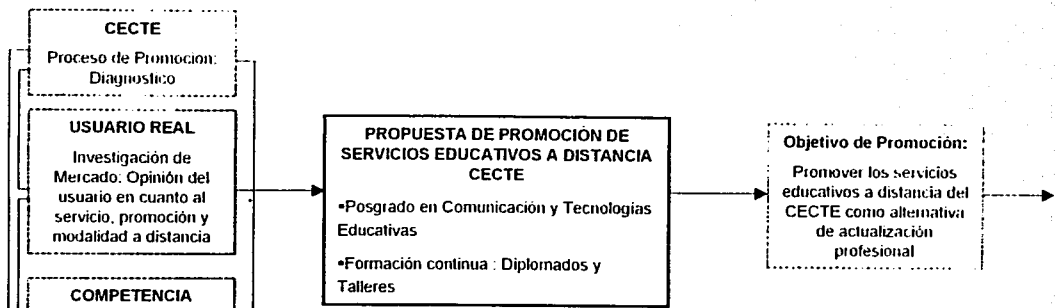 CECTE
Proceso de Promoción:
Diagnostico
USUARIO REAL
Investigación de
Mercado: Opinión del
usuario en cuanto al
servicio, promoción y
modalidad a distancia
COMPETENCIA
PROPUESTA DE PROMOCIÓN DE
SERVICIOS EDUCATIVOS A DISTANCIA
CECTE
•Posgrado en Comunicación y Tecnologías
Educativas
•Formación continua : Diplomados y
Talleres
Objetivo de Promoción:
Promover los servicios
educativos a distancia del
CECTE como alternativa
de actualización
profesional